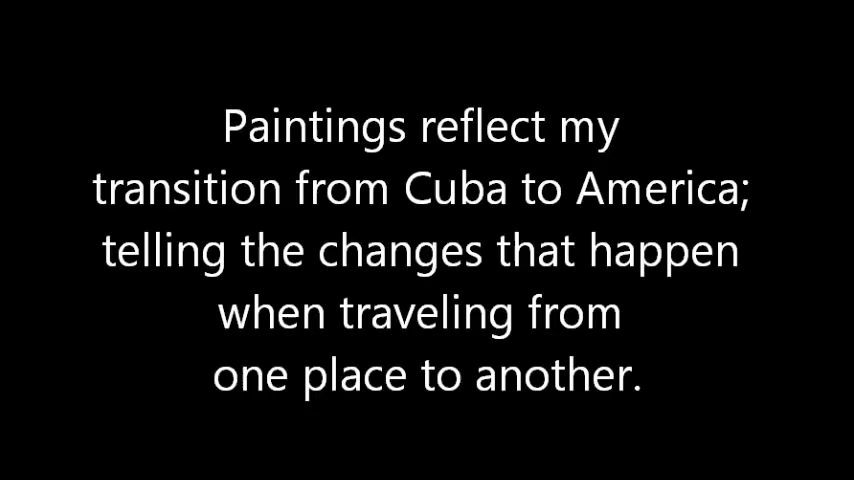 Paintings reflect my
transition from Cuba to America;
telling the changes that happen
when traveling from
one place to another.